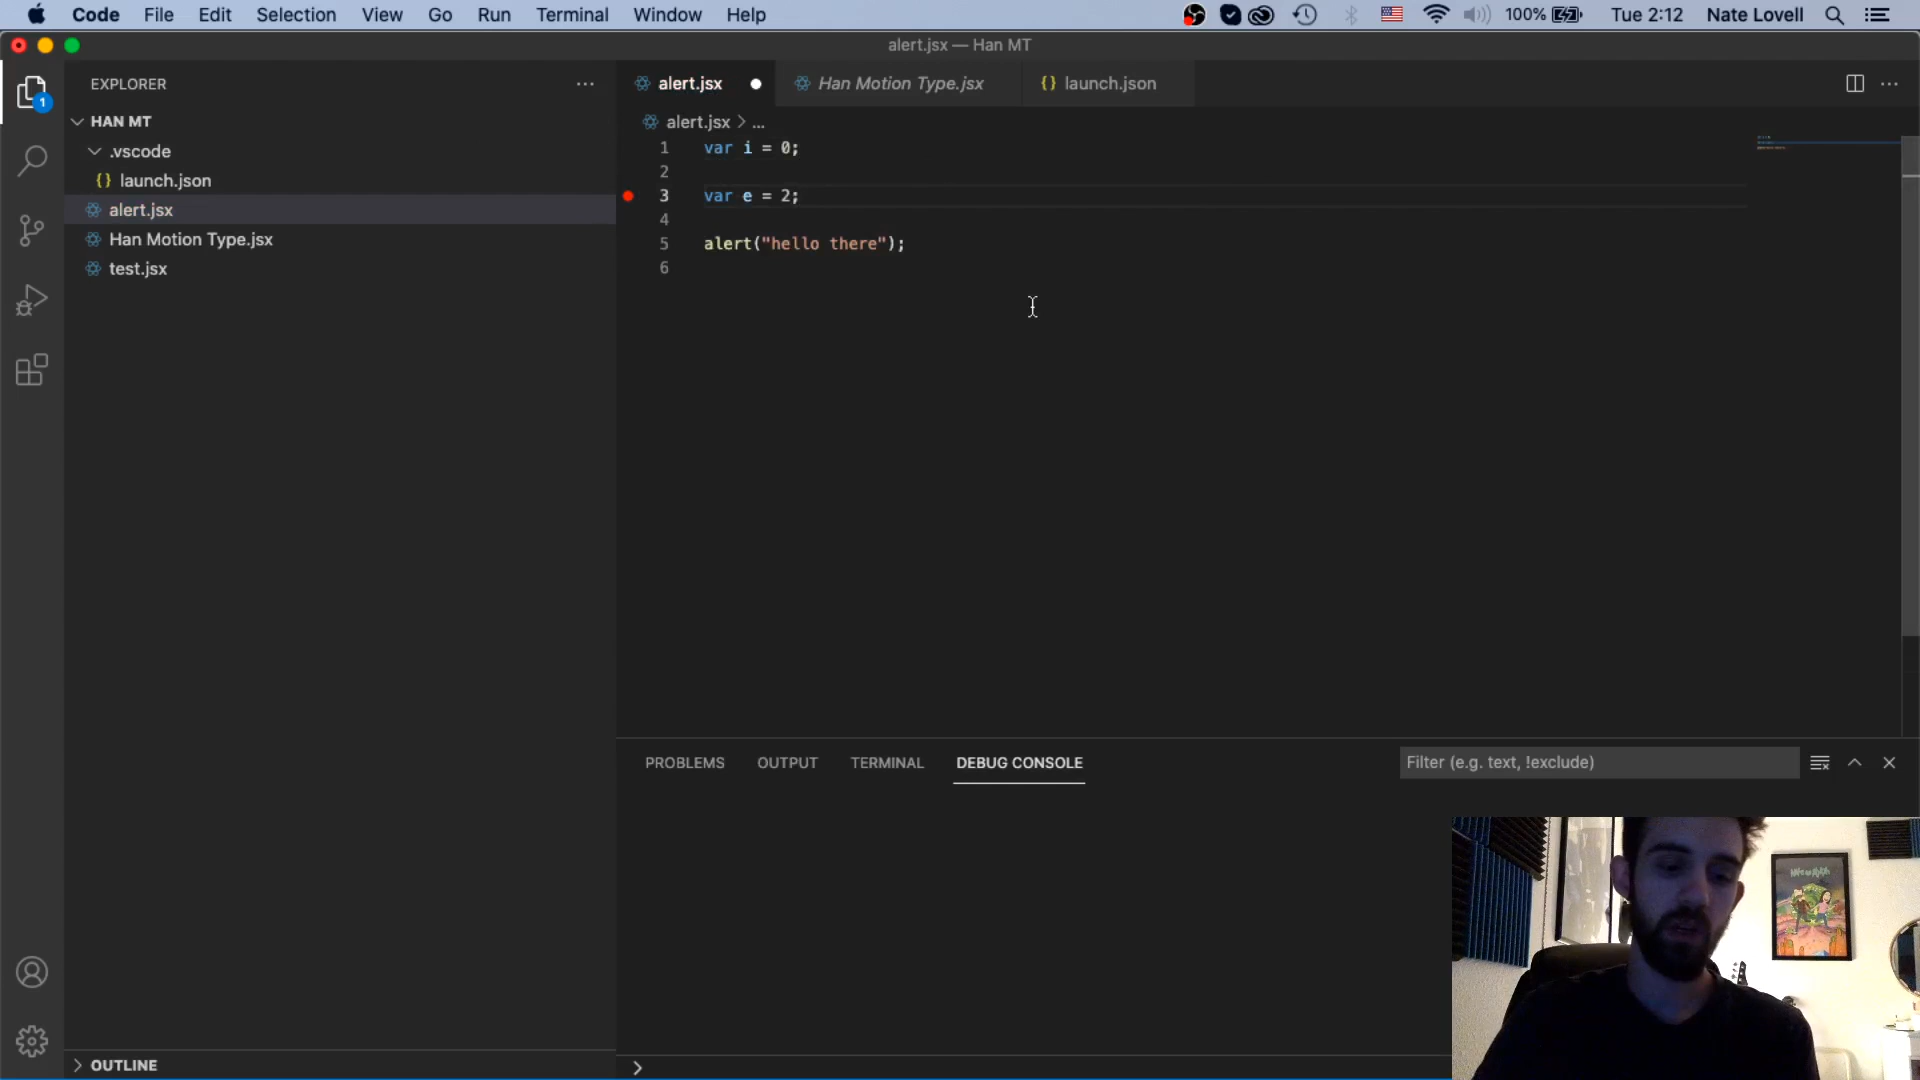 Code File Edit Selection View Go Run Terminal Window Help 100% Tue 2:12 Nate Lovell
alert.jsx — Han MT
EXPLORER
1
HAN MT
.vscode
{} launch.json
alert.jsx
Han Motion Type.jsx
test.jsx
OUTLINE
alert.jsx Han Motion Type.jsx {} launch.json
alert.jsx > ...
1 var i = 0;
2
3 var e = 2;
4
5 alert("hello there");
6
PROBLEMS OUTPUT TERMINAL DEBUG CONSOLE Filter (e.g. text, !exclude)
>